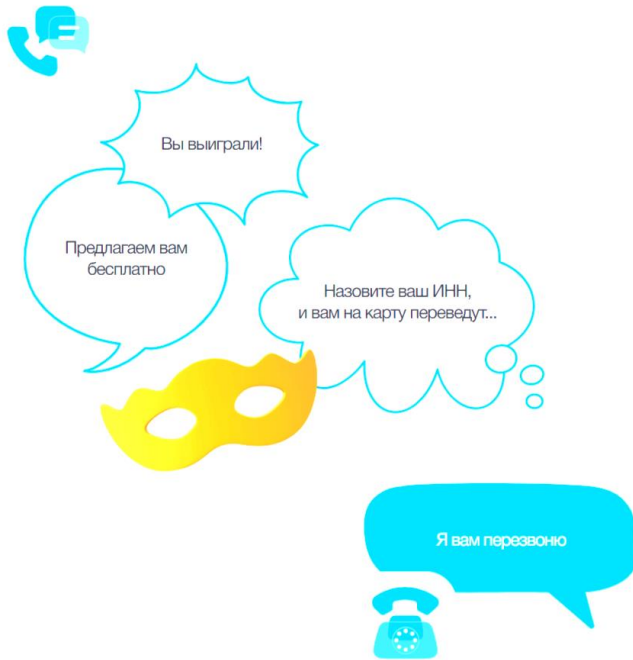 Вы выиграли!
Предлагаем вам
бесплатно
Назовите ваш ИНН,
и вам на карту переведут...
Я вам перезвоню